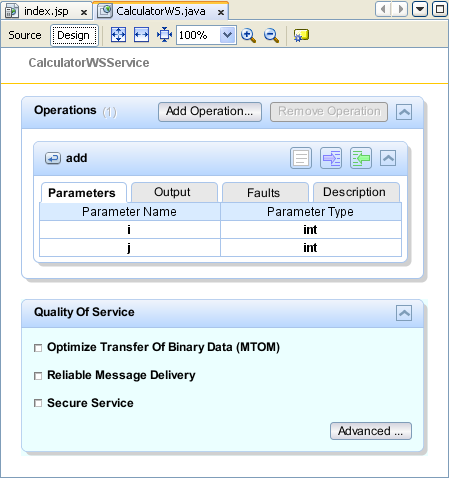 index.jsp x CalculatorWS.java x
Source Design 100%
CalculatorWSService
Operations (1) Add Operation... Remove Operation
add
Parameters Output Faults Description
Parameter Name Parameter Type
i int
j int
Quality Of Service
Optimize Transfer Of Binary Data (MTOM)
Reliable Message Delivery
Secure Service
Advanced ...